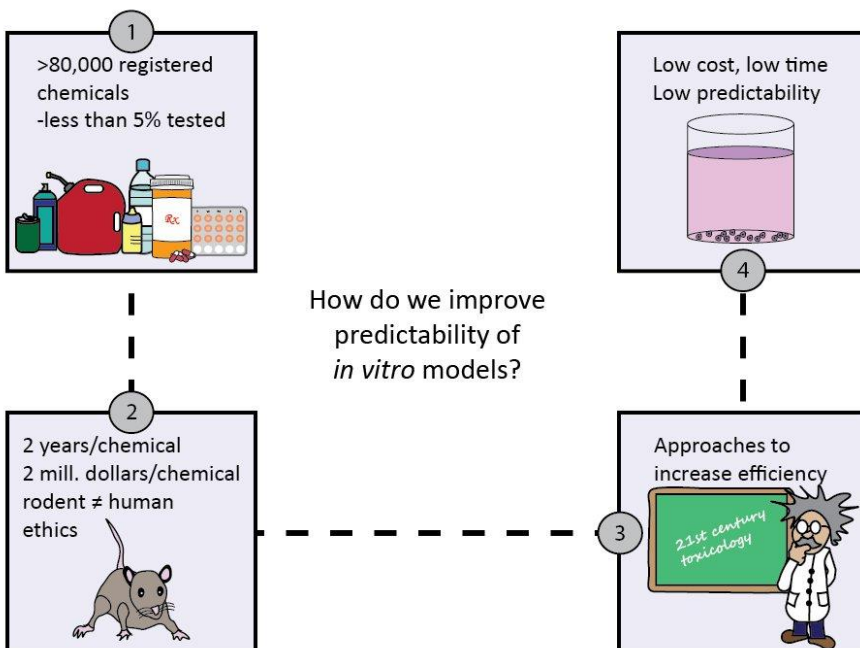 1
>80,000 registered
chemicals
-less than 5% tested
Rx
2
2 years/chemical
2 mill. dollars/chemical
rodent ≠ human
ethics
How do we improve
predictability of
in vitro models?
3
Approaches to
increase efficiency
21st century
toxicology
Low cost, low time
Low predictability
4